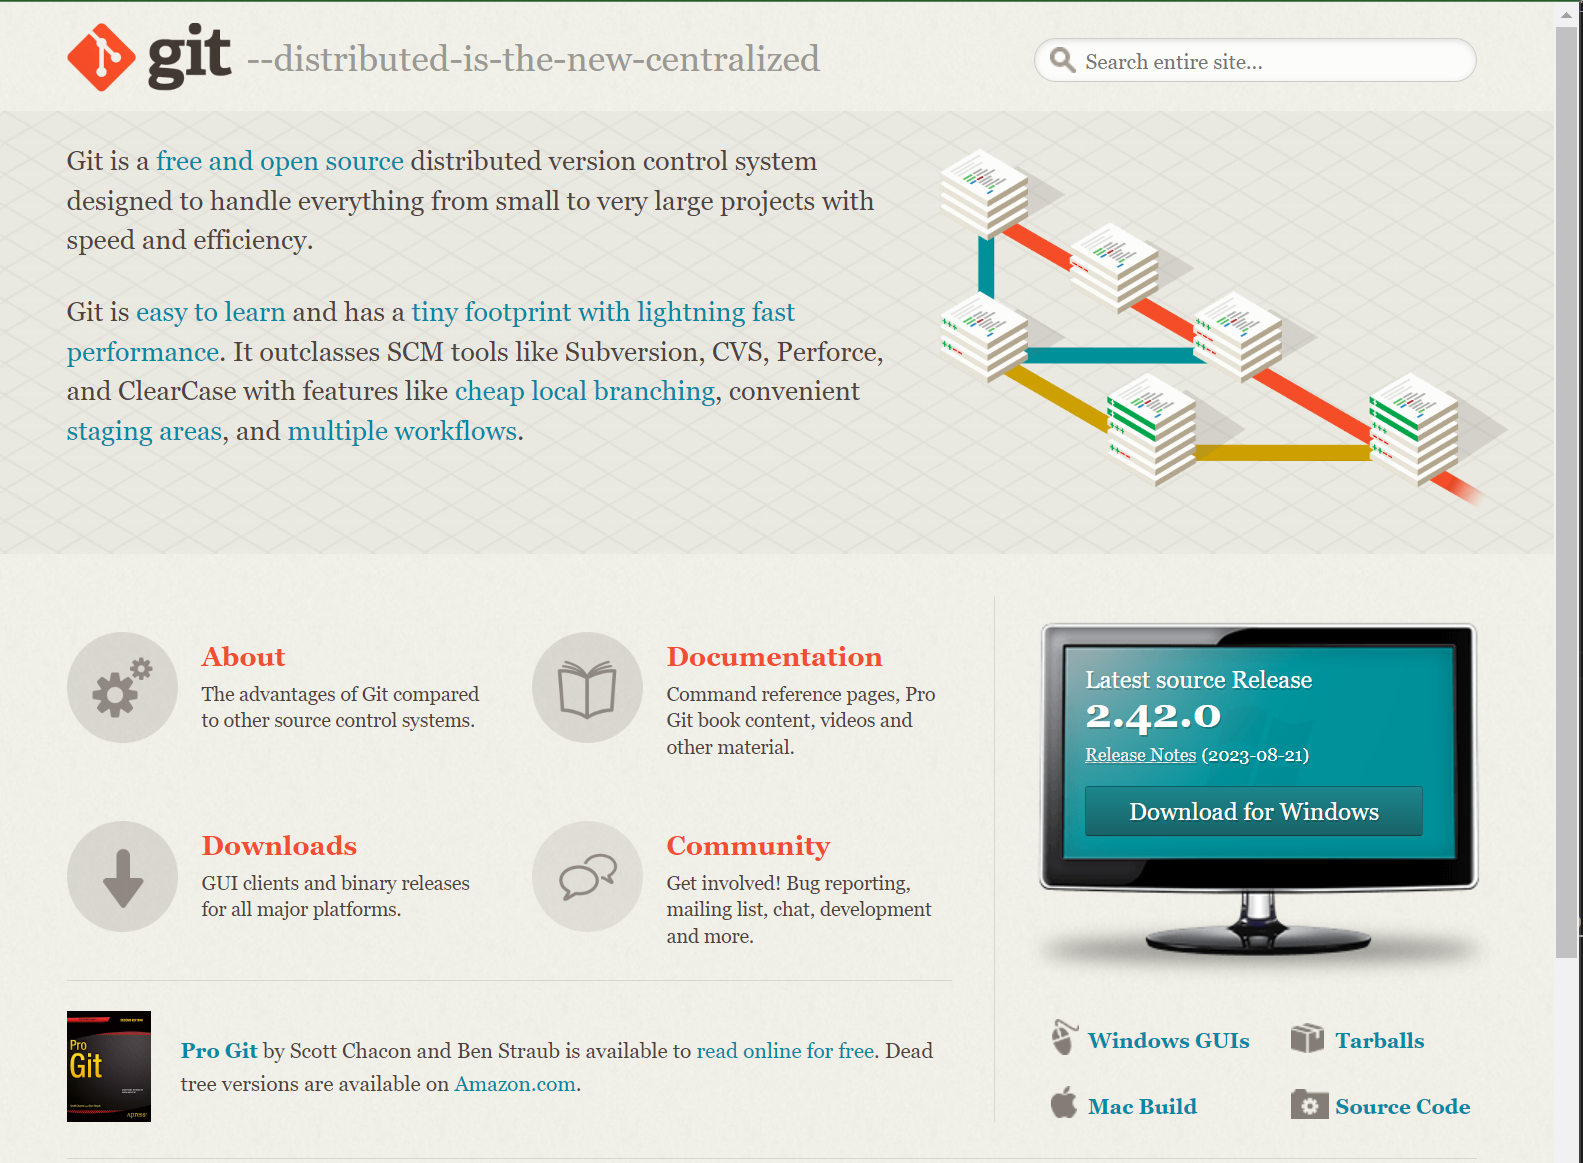 git --distributed-is-the-new-centralized
Search entire site...
Git is a free and open source distributed version control system
designed to handle everything from small to very large projects with
speed and efficiency.
Git is easy to learn and has a tiny footprint with lightning fast
performance. It outclasses SCM tools like Subversion, CVS, Perforce,
and ClearCase with features like cheap local branching, convenient
staging areas, and multiple workflows.
About
The advantages of Git compared
to other source control systems.
Documentation
Command reference pages, Pro
Git book content, videos and
other material.
Downloads
GUI clients and binary releases
for all major platforms.
Community
Get involved! Bug reporting,
mailing list, chat, development
and more.
Pro
Git
Apress
Pro Git by Scott Chacon and Ben Straub is available to read online for free. Dead
tree versions are available on Amazon.com.
Latest source Release
2.42.0
Release Notes (2023-08-21)
Download for Windows
Windows GUIs
Tarballs
Mac Build
Source Code